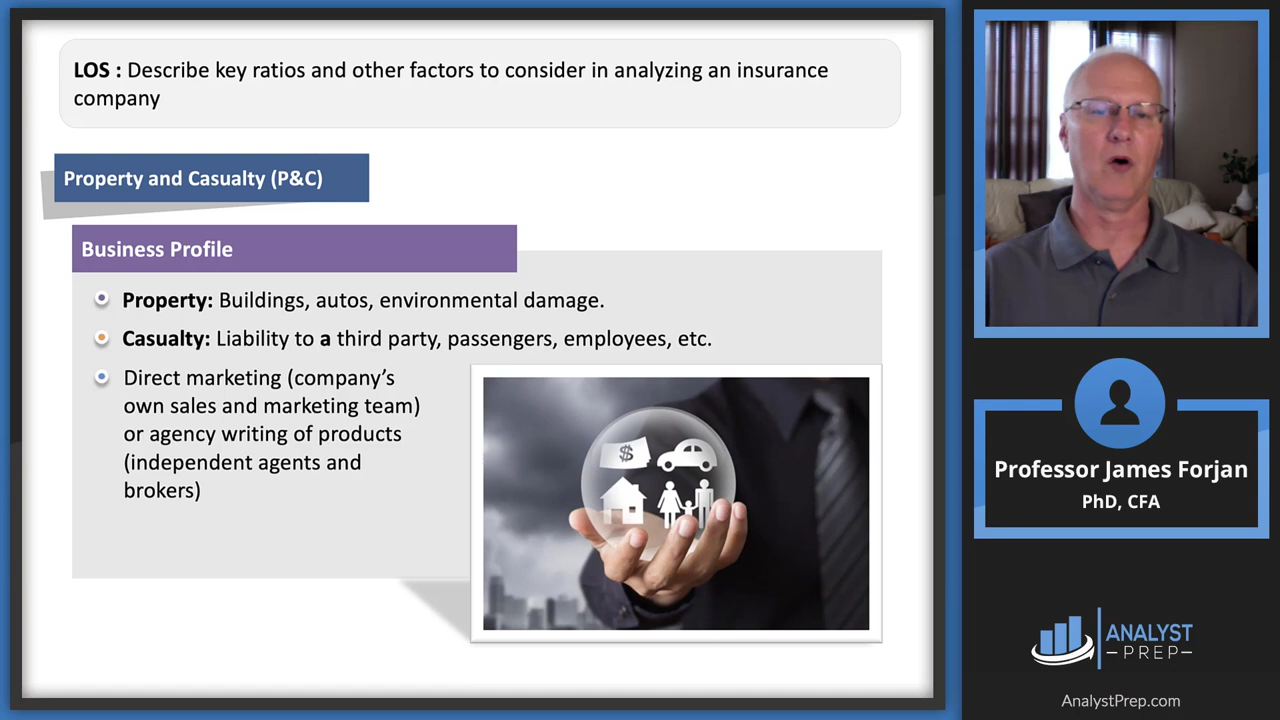 LOS : Describe key ratios and other factors to consider in analyzing an insurance
company
Property and Casualty (P&C)
Business Profile
Property: Buildings, autos, environmental damage.
Casualty: Liability to a third party, passengers, employees, etc.
Direct marketing (company’s
own sales and marketing team)
or agency writing of products
(independent agents and
brokers)
$
Professor James Forjan
PhD, CFA
ANALYST
PREP
AnalystPrep.com